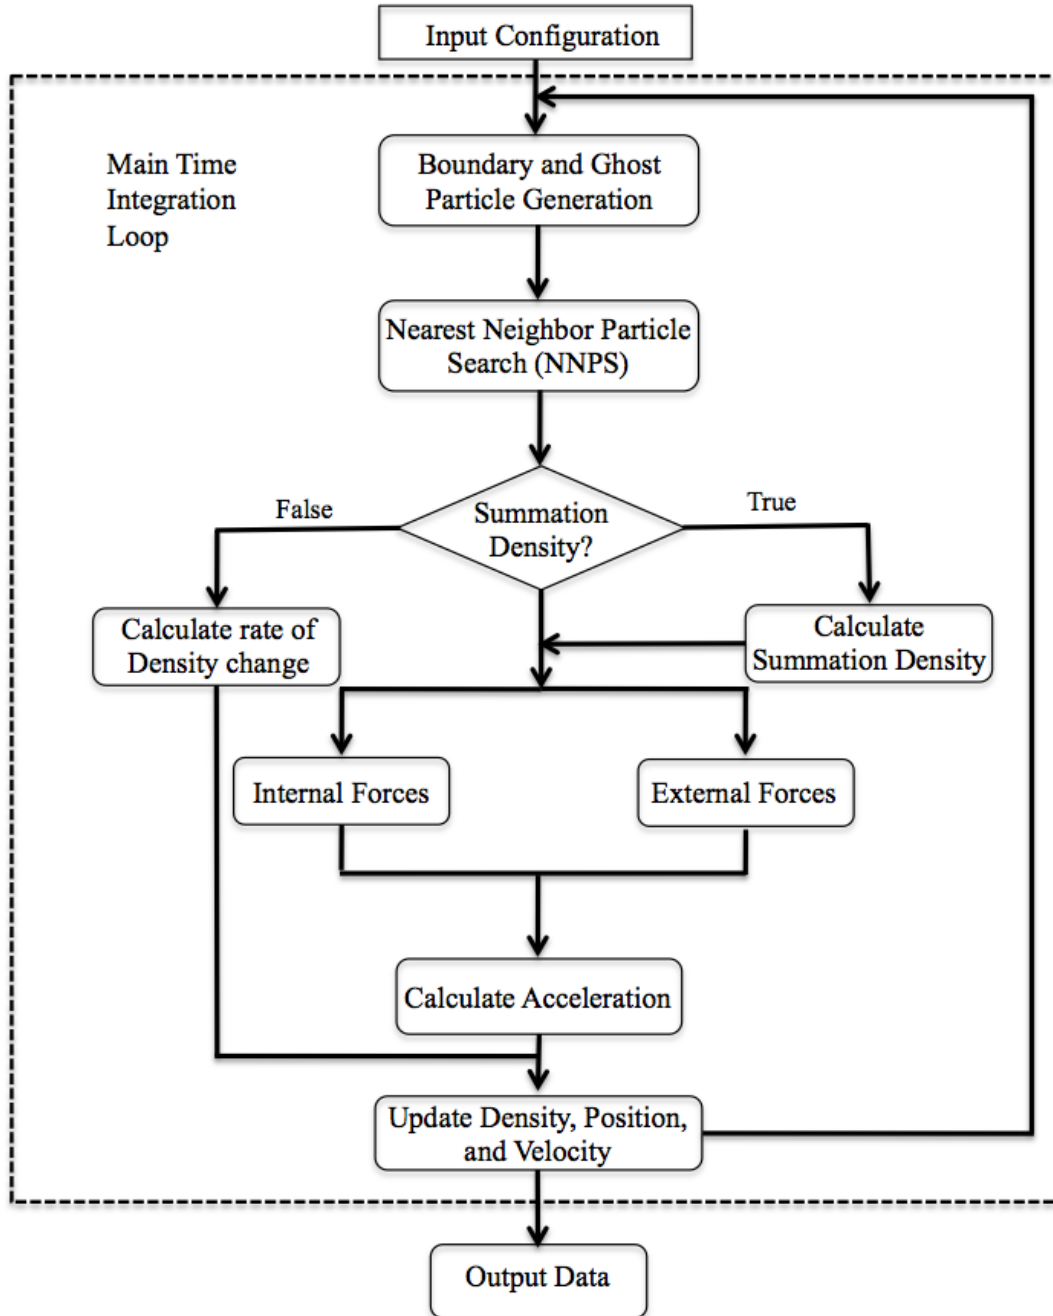 Input Configuration
Main Time
Integration
Loop
Boundary and Ghost
Particle Generation
Nearest Neighbor Particle
Search (NNPS)
False
Summation
Density?
True
Calculate rate of
Density change
Calculate
Summation Density
Internal Forces
External Forces
Calculate Acceleration
Update Density, Position,
and Velocity
Output Data